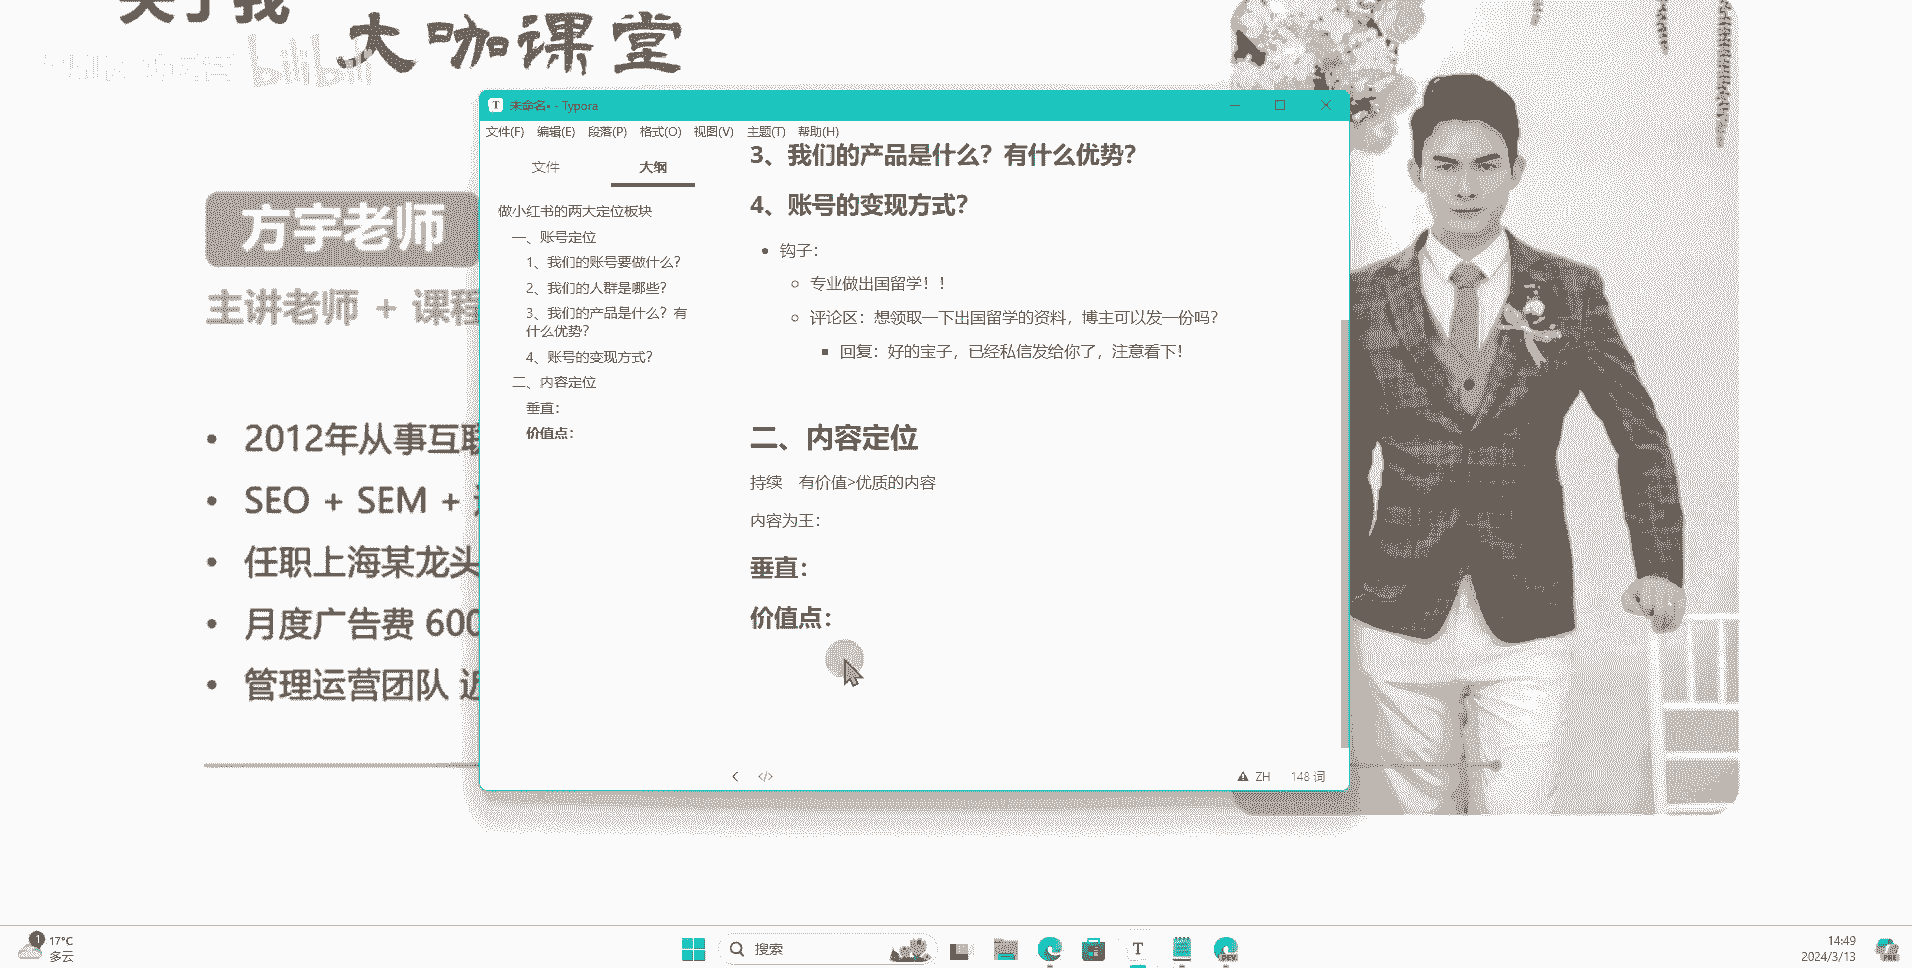 关于我
大咖课堂
bilibili
方宇老师
主讲老师 + 课程
2012年从事互联
SEO + SEM +
任职上海某龙头
月度广告费 600
管理运营团队 近
未命名• - Typora
文件(F) 编辑(E) 段落(P) 格式(O) 视图(V) 主题(T) 帮助(H)
文件 大纲
做小红书的两大定位板块
一、账号定位
1、我们的账号要做什么？
2、我们的人群是哪些？
3、我们的产品是什么？有
什么优势？
4、账号的变现方式？
二、内容定位
垂直：
价值点：
3、我们的产品是什么？有什么优势？
4、账号的变现方式？
钩子：
专业做出国留学！！
评论区：想领取一下出国留学的资料，博主可以发一份吗？
回复：好的宝子，已经私信发给你了，注意看下！
二、内容定位
持续 有价值>优质的内容
内容为王：
垂直：
价值点：
ZH 148 词
1
17°C
多云
搜索
T
DEV
14:49
2024/3/13
PRE